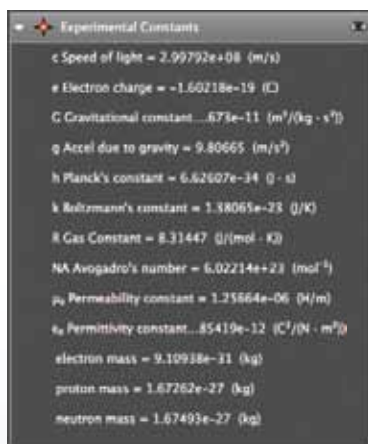 Experimental Constants
c Speed of light = 2.99792e+08 (m/s)
e Electron charge = -1.60218e-19 (C)
G Gravitational constant...673e-11 (m³/(kg · s²))
g Accel due to gravity = 9.80665 (m/s²)
h Planck's constant = 6.62607e-34 (J · s)
k Boltzmann's constant = 1.38065e-23 (J/K)
R Gas Constant = 8.31447 (J/(mol · K))
NA Avogadro's number = 6.02214e+23 (mol⁻¹)
μ₀ Permeability constant = 1.25664e-06 (H/m)
ε₀ Permittivity constant...85419e-12 (C²/(N · m²))
electron mass = 9.10938e-31 (kg)
proton mass = 1.67262e-27 (kg)
neutron mass = 1.67493e-27 (kg)